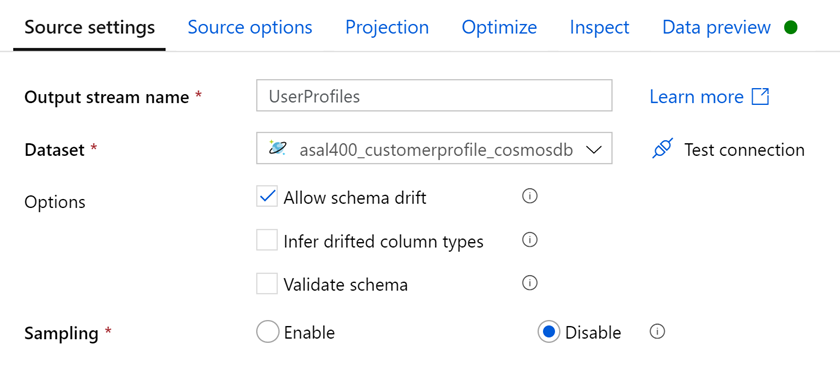 Source settings Source options Projection Optimize Inspect Data preview
Output stream name * UserProfiles Learn more
Dataset * asal400_customerprofile_cosmosdb Test connection
Options Allow schema drift
Infer drifted column types
Validate schema
Sampling * Enable Disable